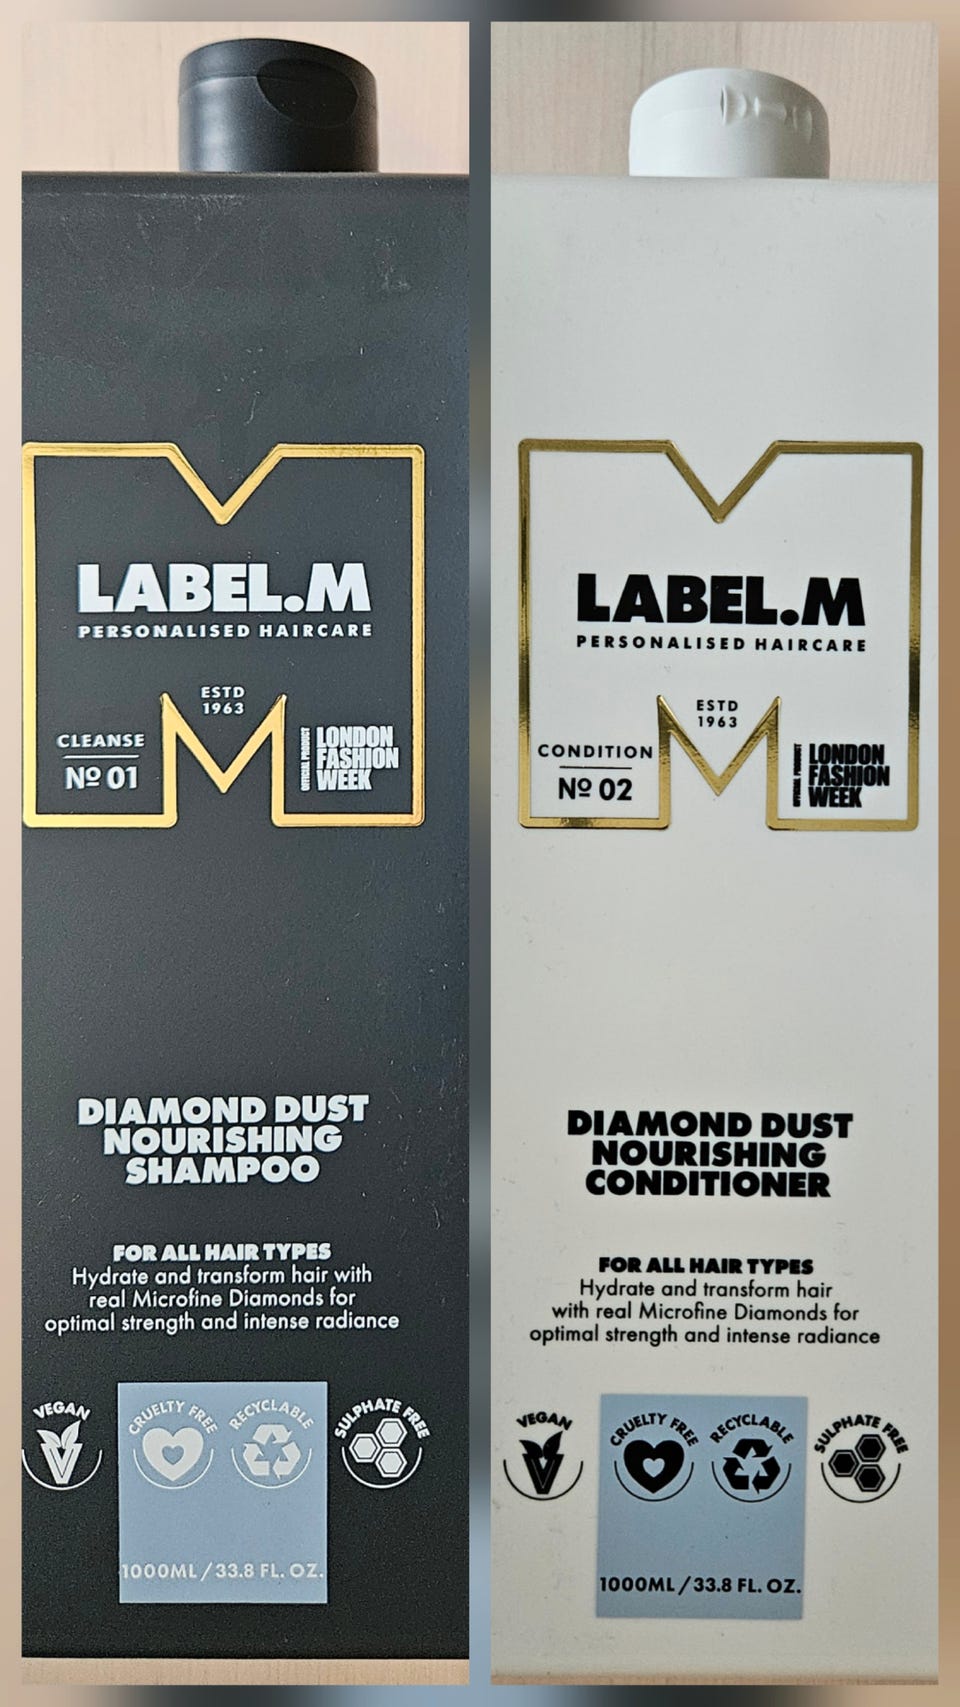 LABEL.M
PERSONALISED HAIRCARE
ESTD
1963
CLEANSE
Nº 01
OFFICIAL PRODUCT
LONDON
FASHION
WEEK
DIAMOND DUST
NOURISHING
SHAMPOO
FOR ALL HAIR TYPES
Hydrate and transform hair with
real Microfine Diamonds for
optimal strength and intense radiance
VEGAN
CRUELTY FREE
RECYCLABLE
SULPHATE FREE
1000ML / 33.8 FL. OZ.
LABEL.M
PERSONALISED HAIRCARE
ESTD
1963
CONDITION
Nº 02
OFFICIAL PRODUCT
LONDON
FASHION
WEEK
DIAMOND DUST
NOURISHING
CONDITIONER
FOR ALL HAIR TYPES
Hydrate and transform hair
with real Microfine Diamonds for
optimal strength and intense radiance
VEGAN
CRUELTY FREE
RECYCLABLE
SULPHATE FREE
1000ML / 33.8 FL. OZ.